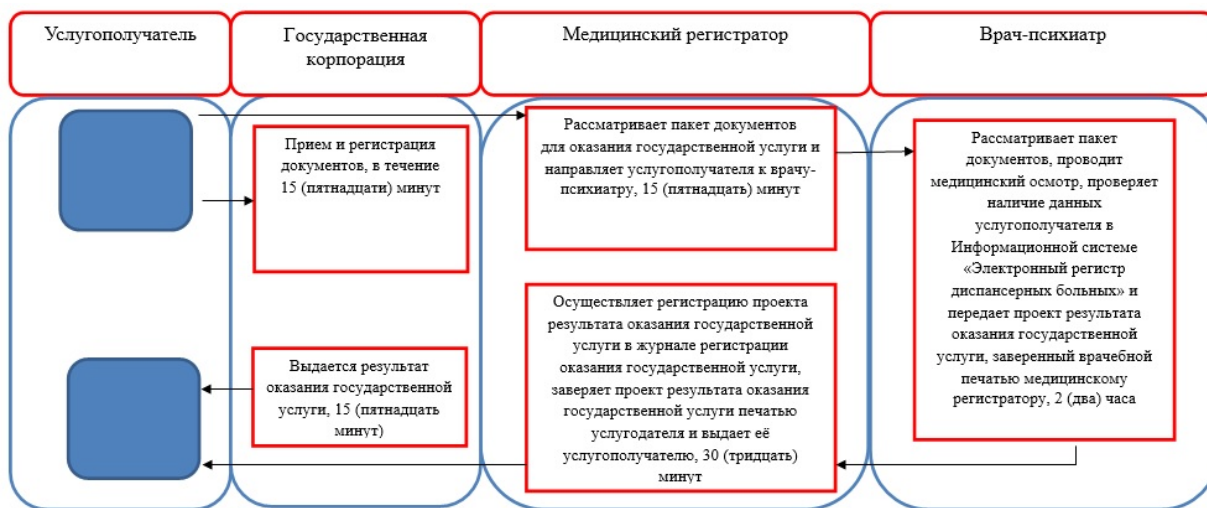 Услугополучатель
Государственная
корпорация
Медицинский регистратор
Врач-психиатр
Прием и регистрация
документов, в течение
15 (пятнадцати) минут
Рассматривает пакет документов
для оказания государственной услуги и
направляет услугополучателя к врачу-
психиатру, 15 (пятнадцать) минут
Рассматривает пакет
документов, проводит
медицинский осмотр, проверяет
наличие данных
услугополучателя в
Информационной системе
«Электронный регистр
диспансерных больных» и
передает проект результата
оказания государственной
услуги, заверенный врачебной
печатью медицинскому
регистратору, 2 (два) часа
Выдается результат
оказания государственной
услуги, 15 (пятнадцать
минут)
Осуществляет регистрацию проекта
результата оказания государственной
услуги в журнале регистрации
оказания государственной услуги,
заверяет проект результата оказания
государственной услуги печатью
услугодателя и выдает её
услугополучателю, 30 (тридцать)
минут